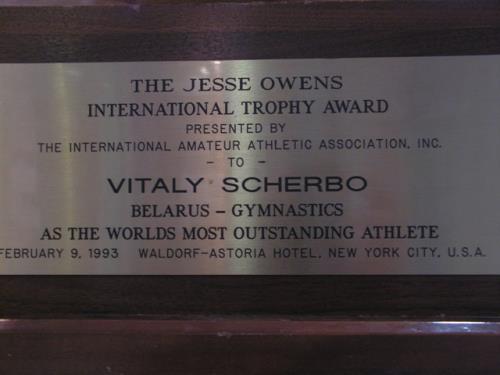 THE JESSE OWENS
INTERNATIONAL TROPHY AWARD
PRESENTED BY
THE INTERNATIONAL AMATEUR ATHLETIC ASSOCIATION, INC.
- TO -
VITALY SCHERBO
BELARUS - GYMNASTICS
AS THE WORLDS MOST OUTSTANDING ATHLETE
FEBRUARY 9, 1993 WALDORF-ASTORIA HOTEL, NEW YORK CITY, U.S.A.